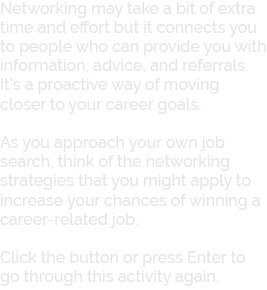 Networking may take a bit of extra
time and effort but it connects you
to people who can provide you with
information, advice, and referrals.
It's a proactive way of moving
closer to your career goals.

As you approach your own job
search, think of the networking
strategies that you might apply to
increase your chances of winning a
career-related job.

Click the button or press Enter to
go through this activity again.